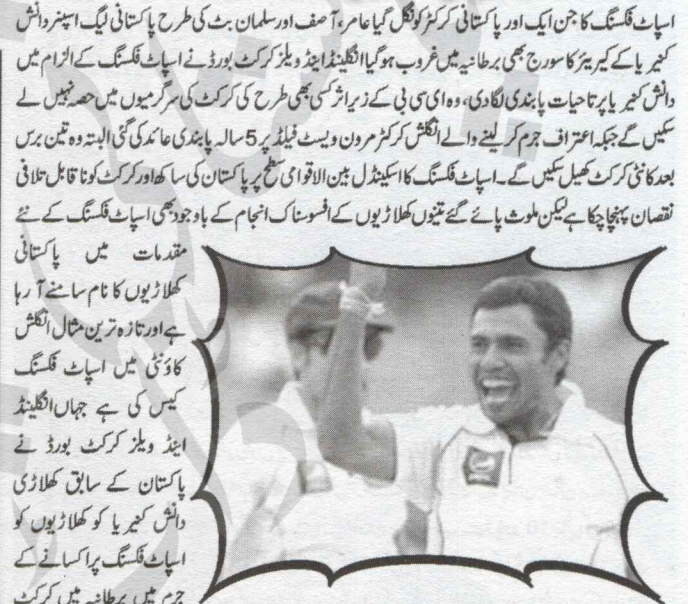 اسپاٹ فکسنگ کا جن ایک اور پاکستانی کرکٹر کو نگل گیا عامر، آصف اور سلمان بٹ کی طرح پاکستانی لیگ اسپنر دانش
کنیریا کے کیریئر کا سورج بھی برطانیہ میں غروب ہو گیا انگلینڈ اینڈ ویلز کرکٹ بورڈ نے اسپاٹ فکسنگ کے الزام میں
دانش کنیریا پر تاحیات پابندی لگا دی، وہ ای سی بی کے زیر اثر کسی بھی طرح کی کرکٹ کی سرگرمیوں میں حصہ نہیں لے
سکیں گے جبکہ اعتراف جرم کر لینے والے انگلش کرکٹر مرون ویسٹ فیلڈ پر 5 سالہ پابندی عائد کی گئی البتہ وہ تین برس
بعد کانٹی کرکٹ کھیل سکیں گے۔ اسپاٹ فکسنگ کا اسکینڈل بین الاقوامی سطح پر پاکستان کی ساکھ اور کرکٹ کو ناقابل تلافی
نقصان پہنچا چکا ہے لیکن ملوث پائے گئے تینوں کھلاڑیوں کے افسوسناک انجام کے باوجود بھی اسپاٹ فکسنگ کے نئے
مقدمات میں پاکستانی
کھلاڑیوں کا نام سامنے آ رہا
ہے اور تازہ ترین مثال انگلش
کاؤنٹی میں اسپاٹ فکسنگ
کیس کی ہے جہاں انگلینڈ
اینڈ ویلز کرکٹ بورڈ نے
پاکستان کے سابق کھلاڑی
دانش کنیریا کو کھلاڑیوں کو
اسپاٹ فکسنگ پر اکسانے کے
جرم میں برطانیہ میں کرکٹ